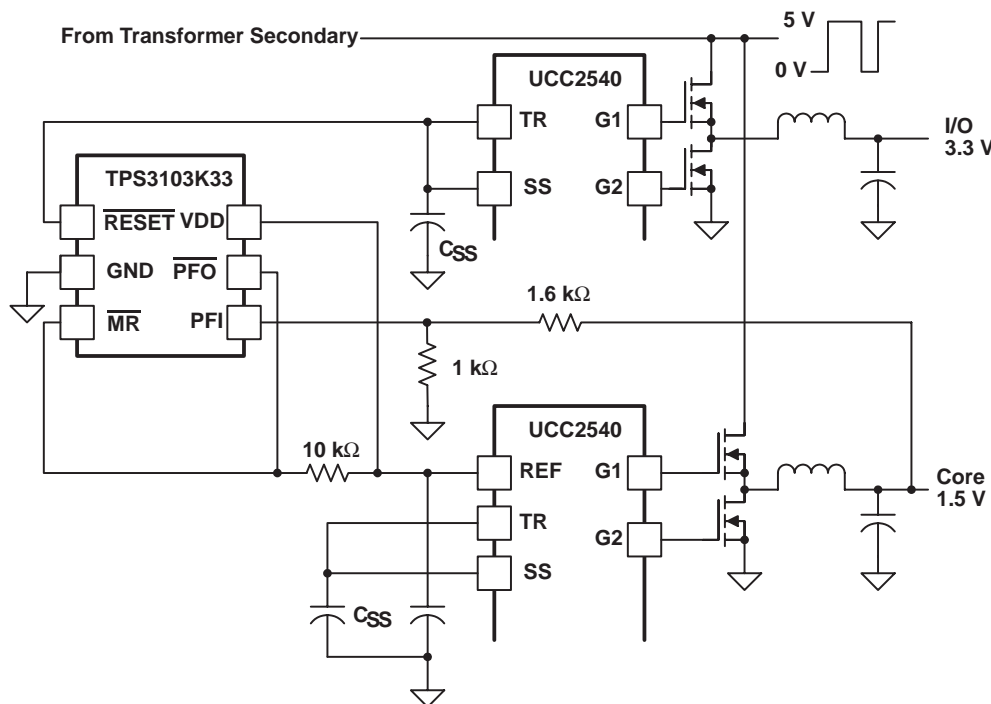 From Transformer Secondary
5 V
0 V
UCC2540
TR
G1
SS
G2
I/O
3.3 V
TPS3103K33
RESET
VDD
GND
PFO
MR
PFI
CSS
1.6 kΩ
1 kΩ
UCC2540
10 kΩ
REF
G1
TR
G2
SS
Core
1.5 V
CSS